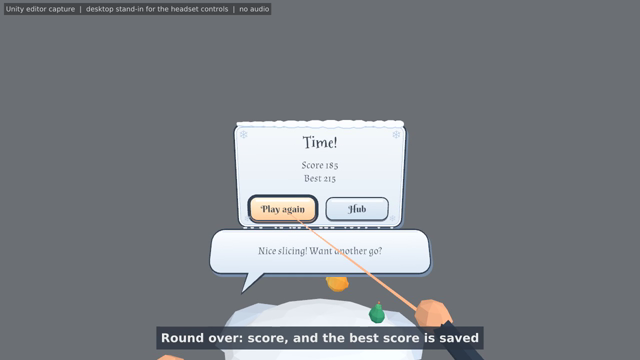 Unity editor capture | desktop stand-in for the headset controls | no audio
Time!
Score 185
Best 215
Play again
Hub
Nice slicing! Want another go?
Round over: score, and the best score is saved